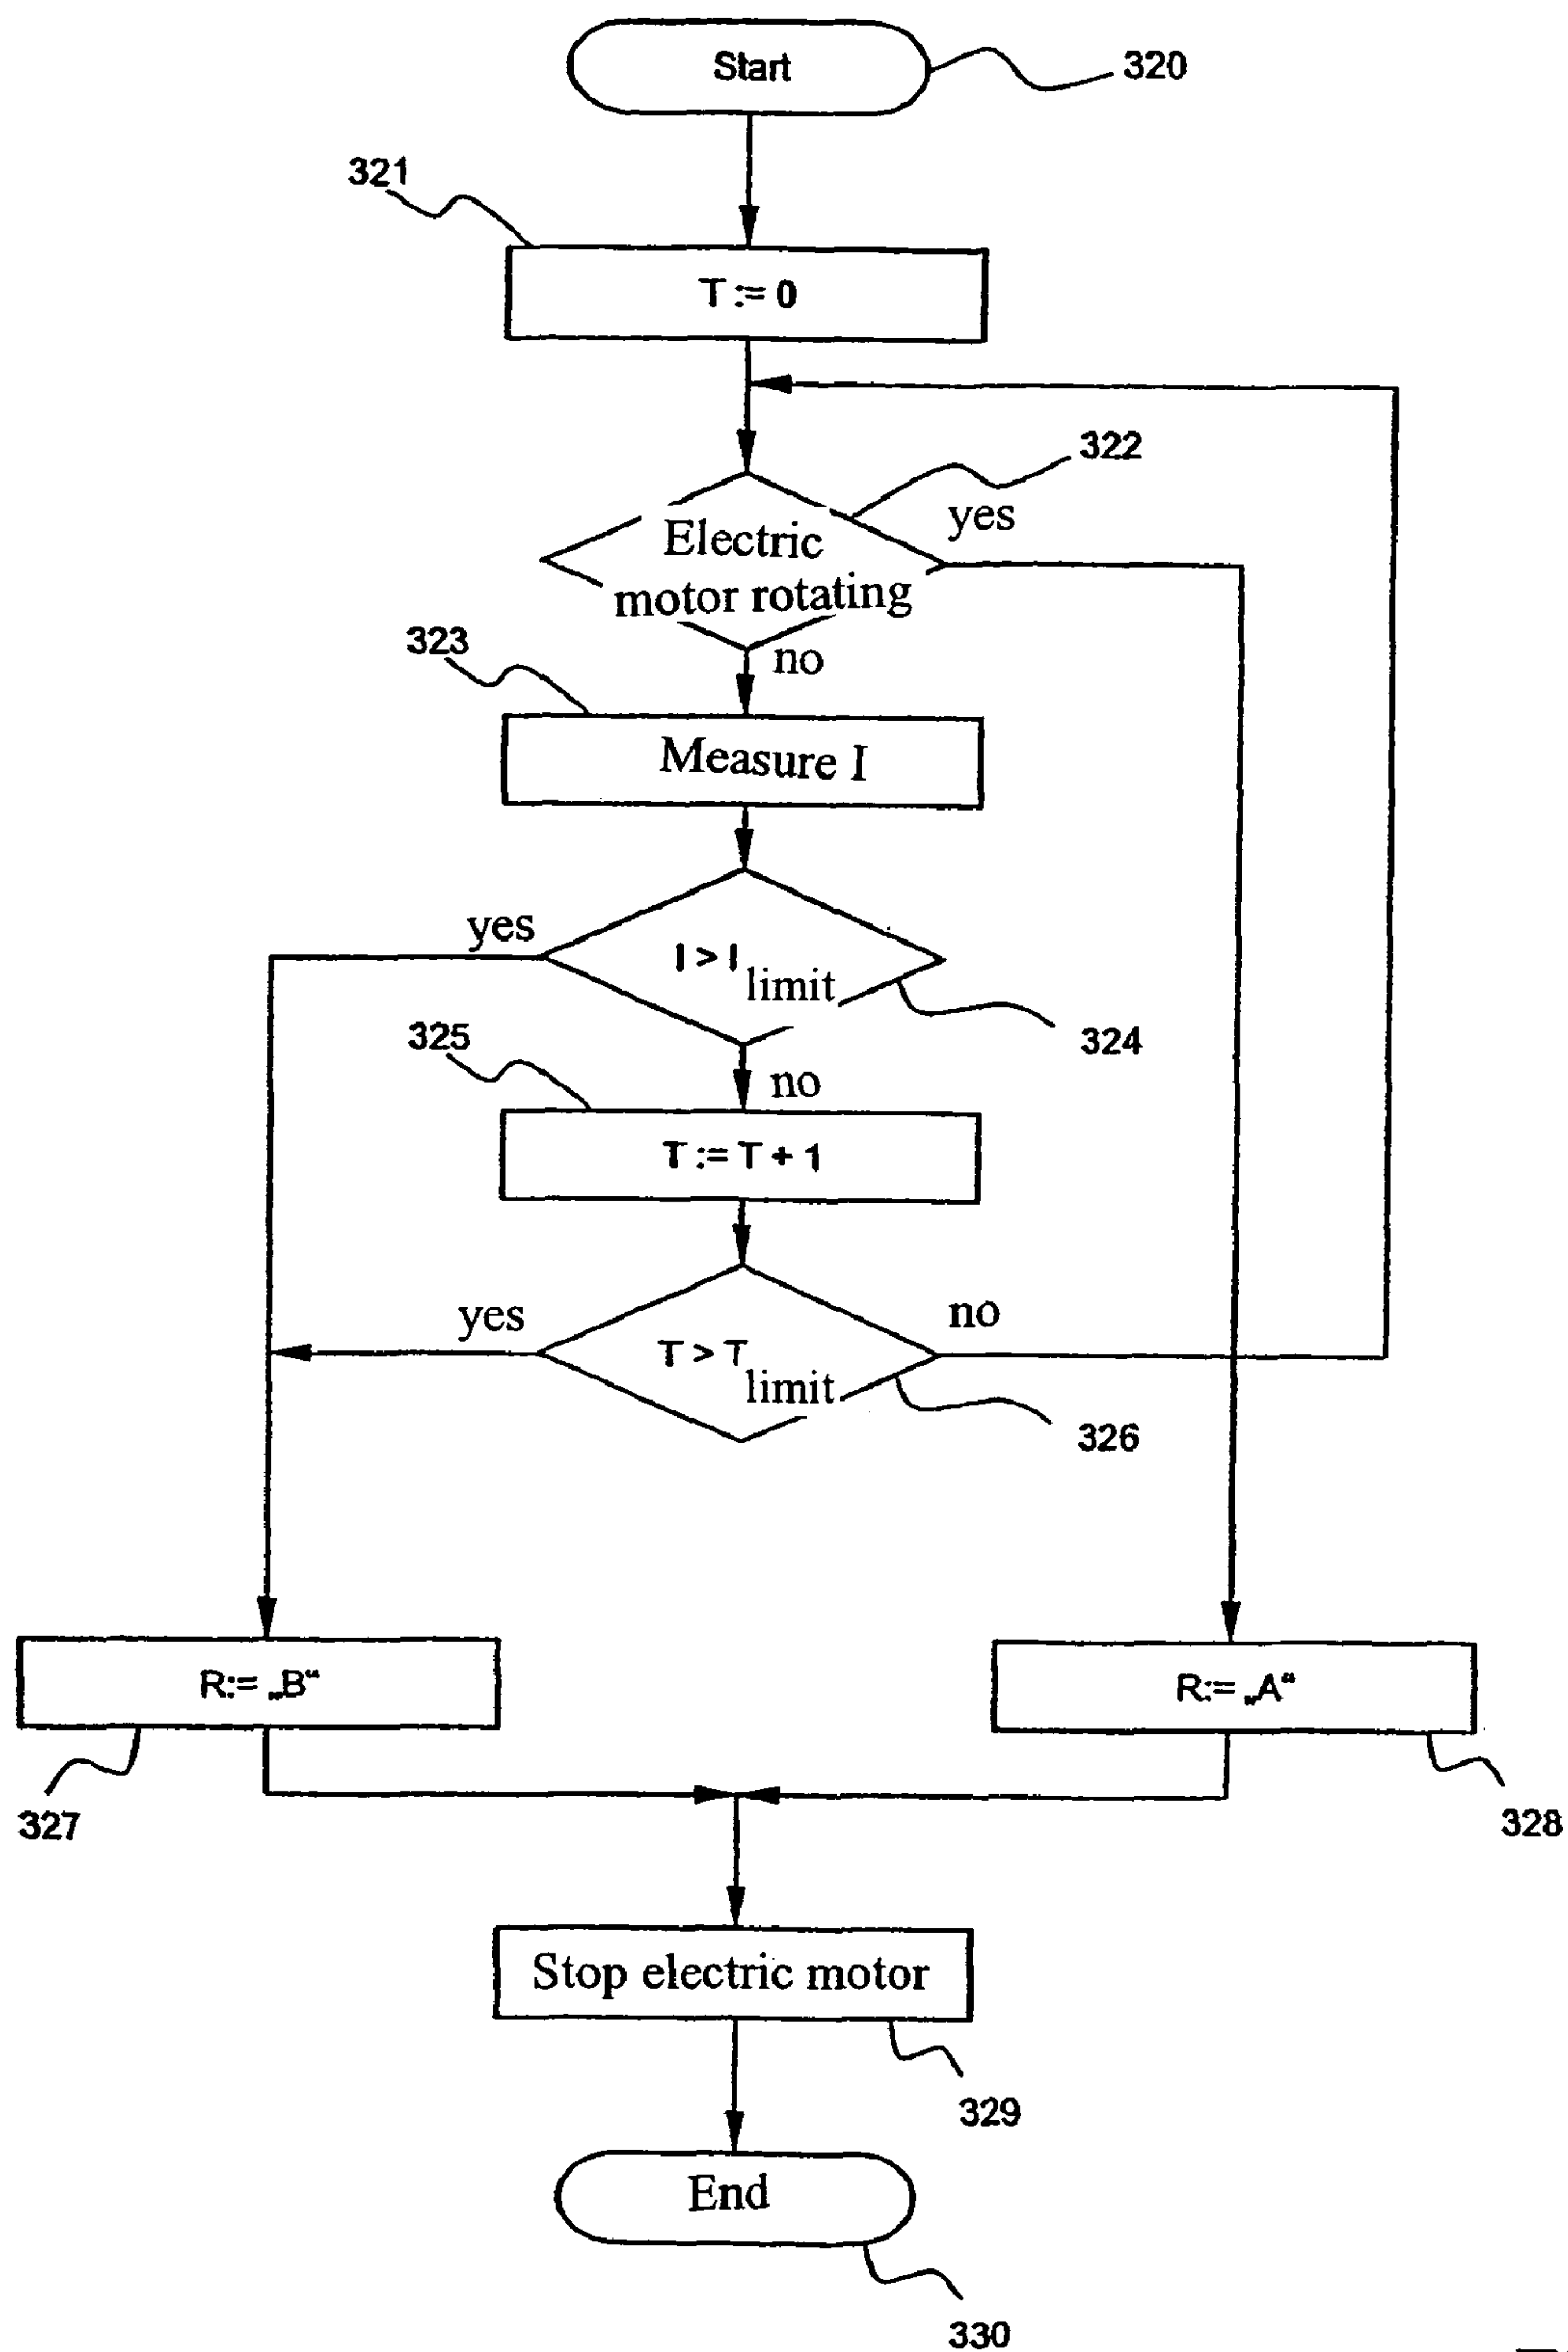 Start
320
321
T := 0
322
yes
Electric
motor rotating
323
no
Measure I
yes
I > I limit
324
325
no
T := T + 1
yes
no
T > T limit
326
R:= „B“
R:= „A“
327
328
Stop electric motor
329
End
330